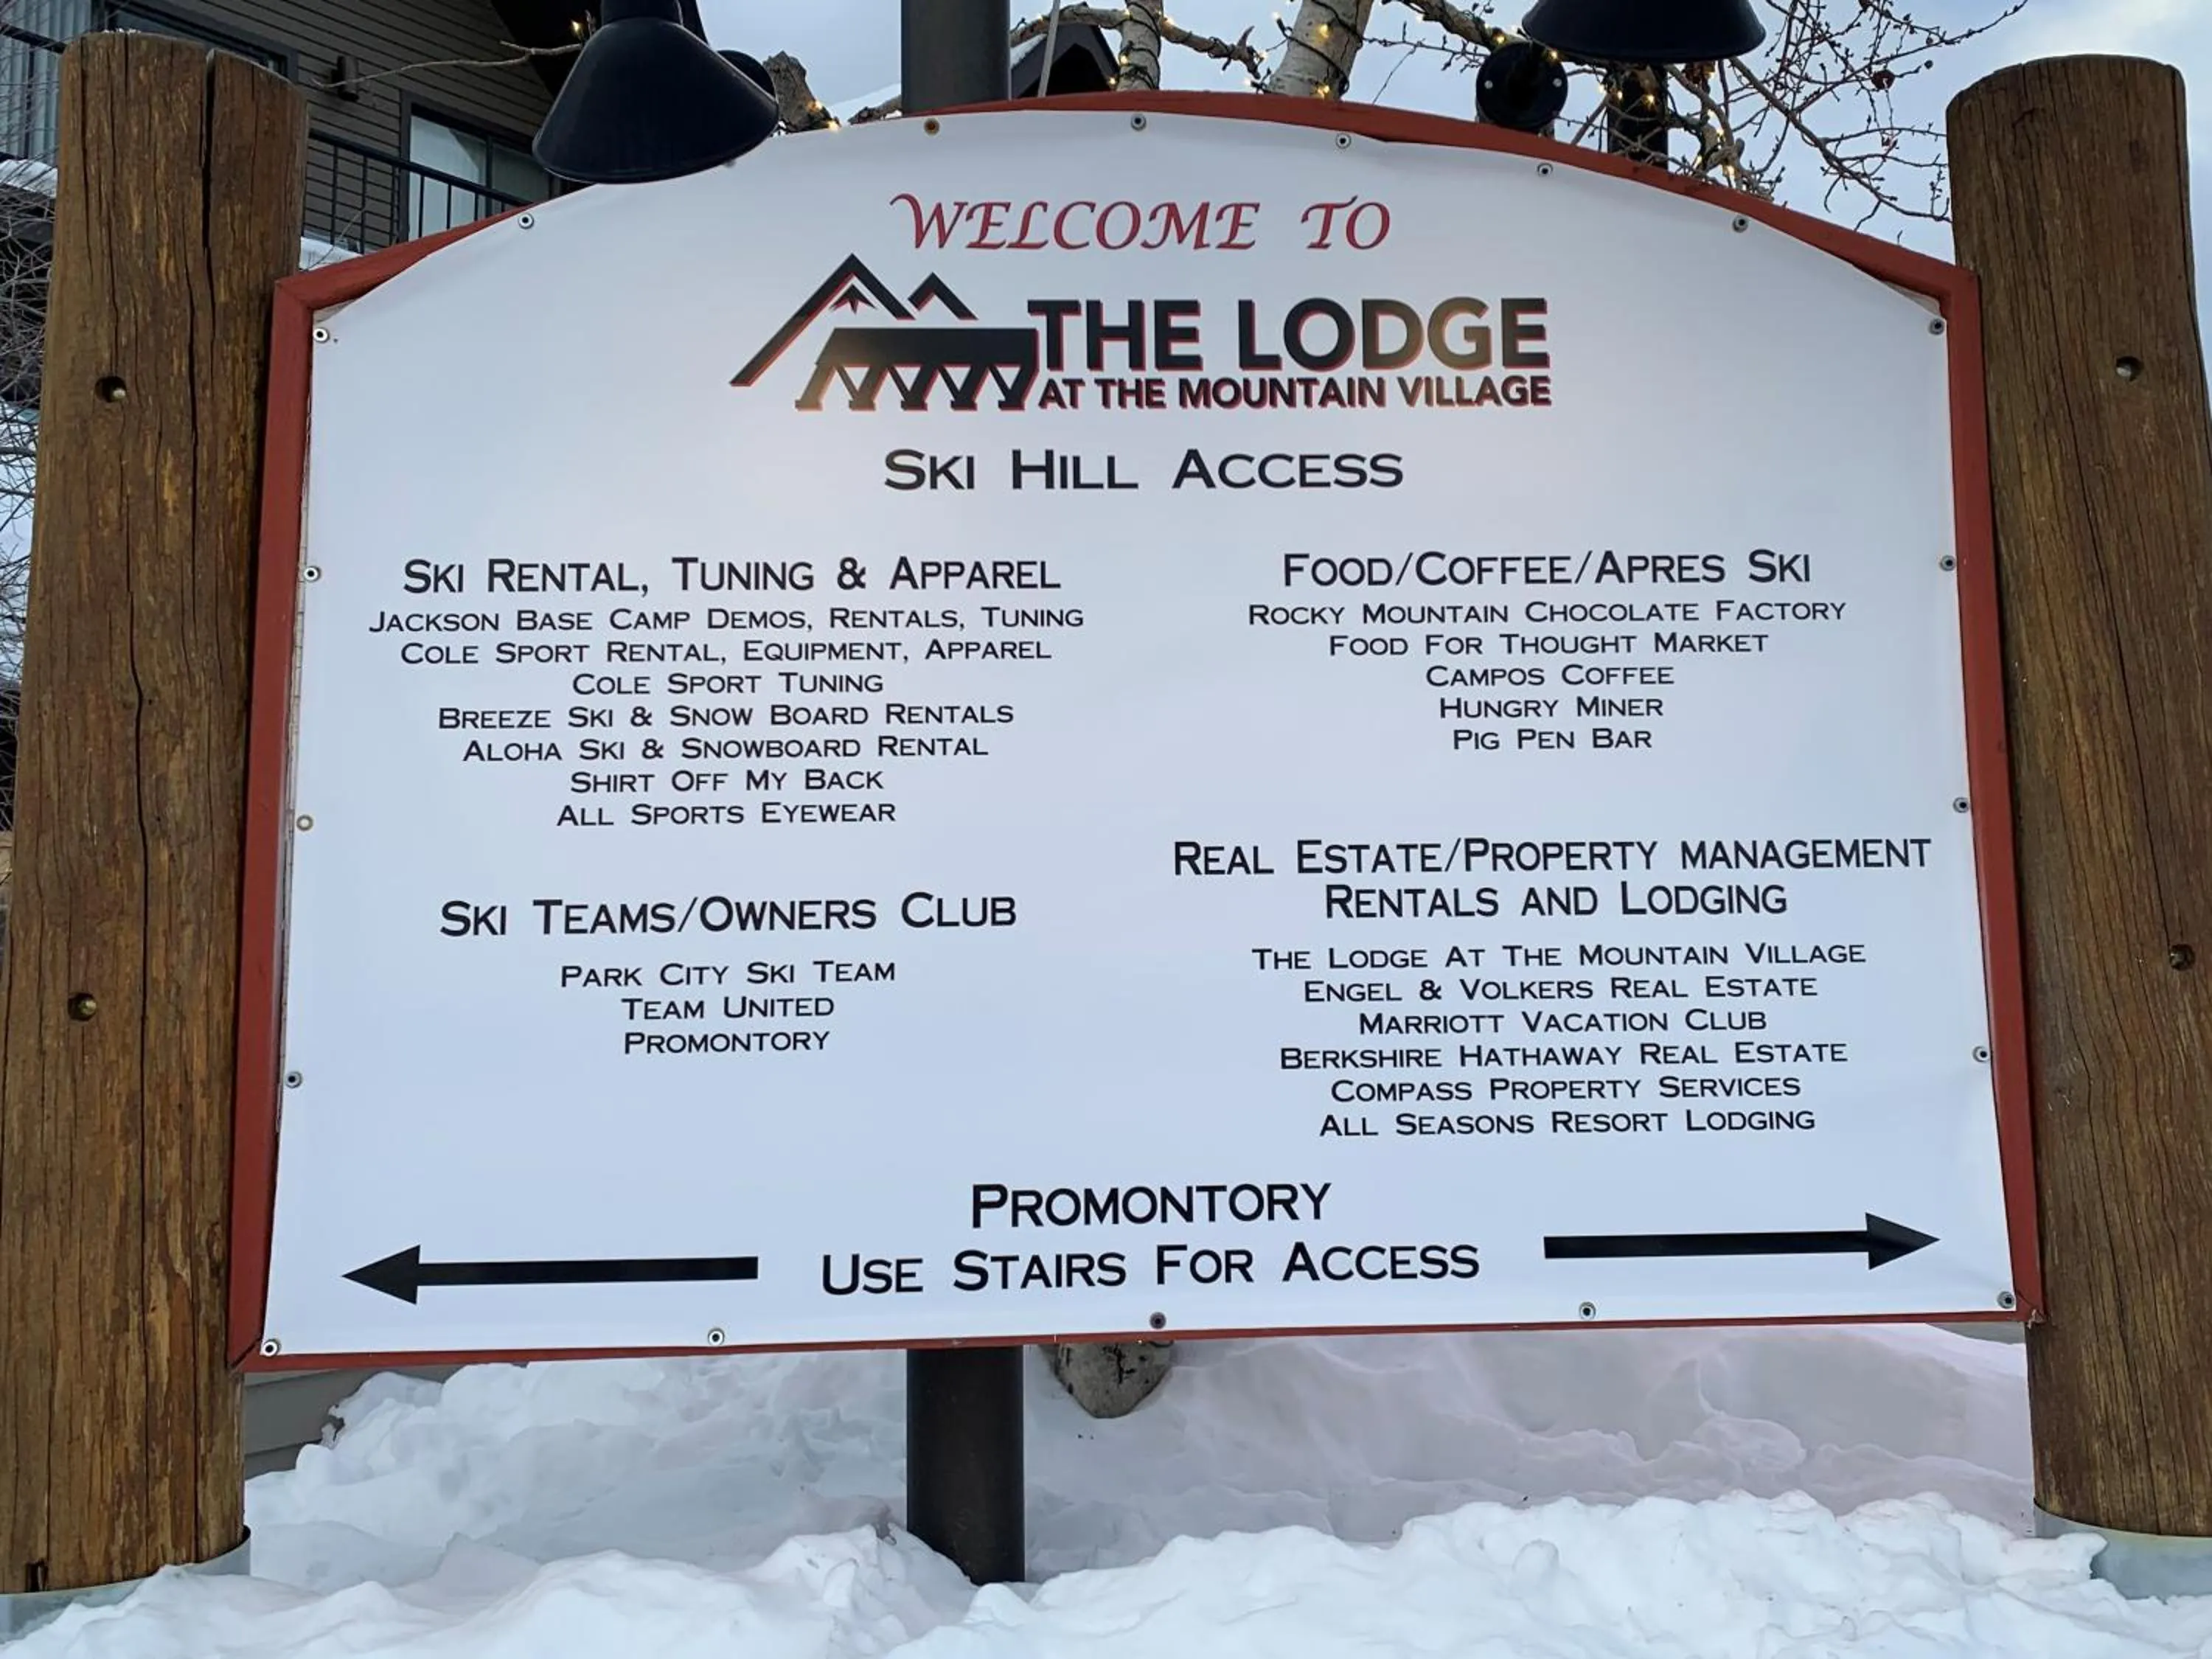 WELCOME TO
THE LODGE
AT THE MOUNTAIN VILLAGE
SKI HILL ACCESS
SKI RENTAL, TUNING & APPAREL
JACKSON BASE CAMP DEMOS, RENTALS, TUNING
COLE SPORT RENTAL, EQUIPMENT, APPAREL
COLE SPORT TUNING
BREEZE SKI & SNOW BOARD RENTALS
ALOHA SKI & SNOWBOARD RENTAL
SHIRT OFF MY BACK
ALL SPORTS EYEWEAR
SKI TEAMS/OWNERS CLUB
PARK CITY SKI TEAM
TEAM UNITED
PROMONTORY
FOOD/COFFEE/APRES SKI
ROCKY MOUNTAIN CHOCOLATE FACTORY
FOOD FOR THOUGHT MARKET
CAMPOS COFFEE
HUNGRY MINER
PIG PEN BAR
REAL ESTATE/PROPERTY MANAGEMENT
RENTALS AND LODGING
THE LODGE AT THE MOUNTAIN VILLAGE
ENGEL & VOLKERS REAL ESTATE
MARRIOTT VACATION CLUB
BERKSHIRE HATHAWAY REAL ESTATE
COMPASS PROPERTY SERVICES
ALL SEASONS RESORT LODGING
PROMONTORY
USE STAIRS FOR ACCESS